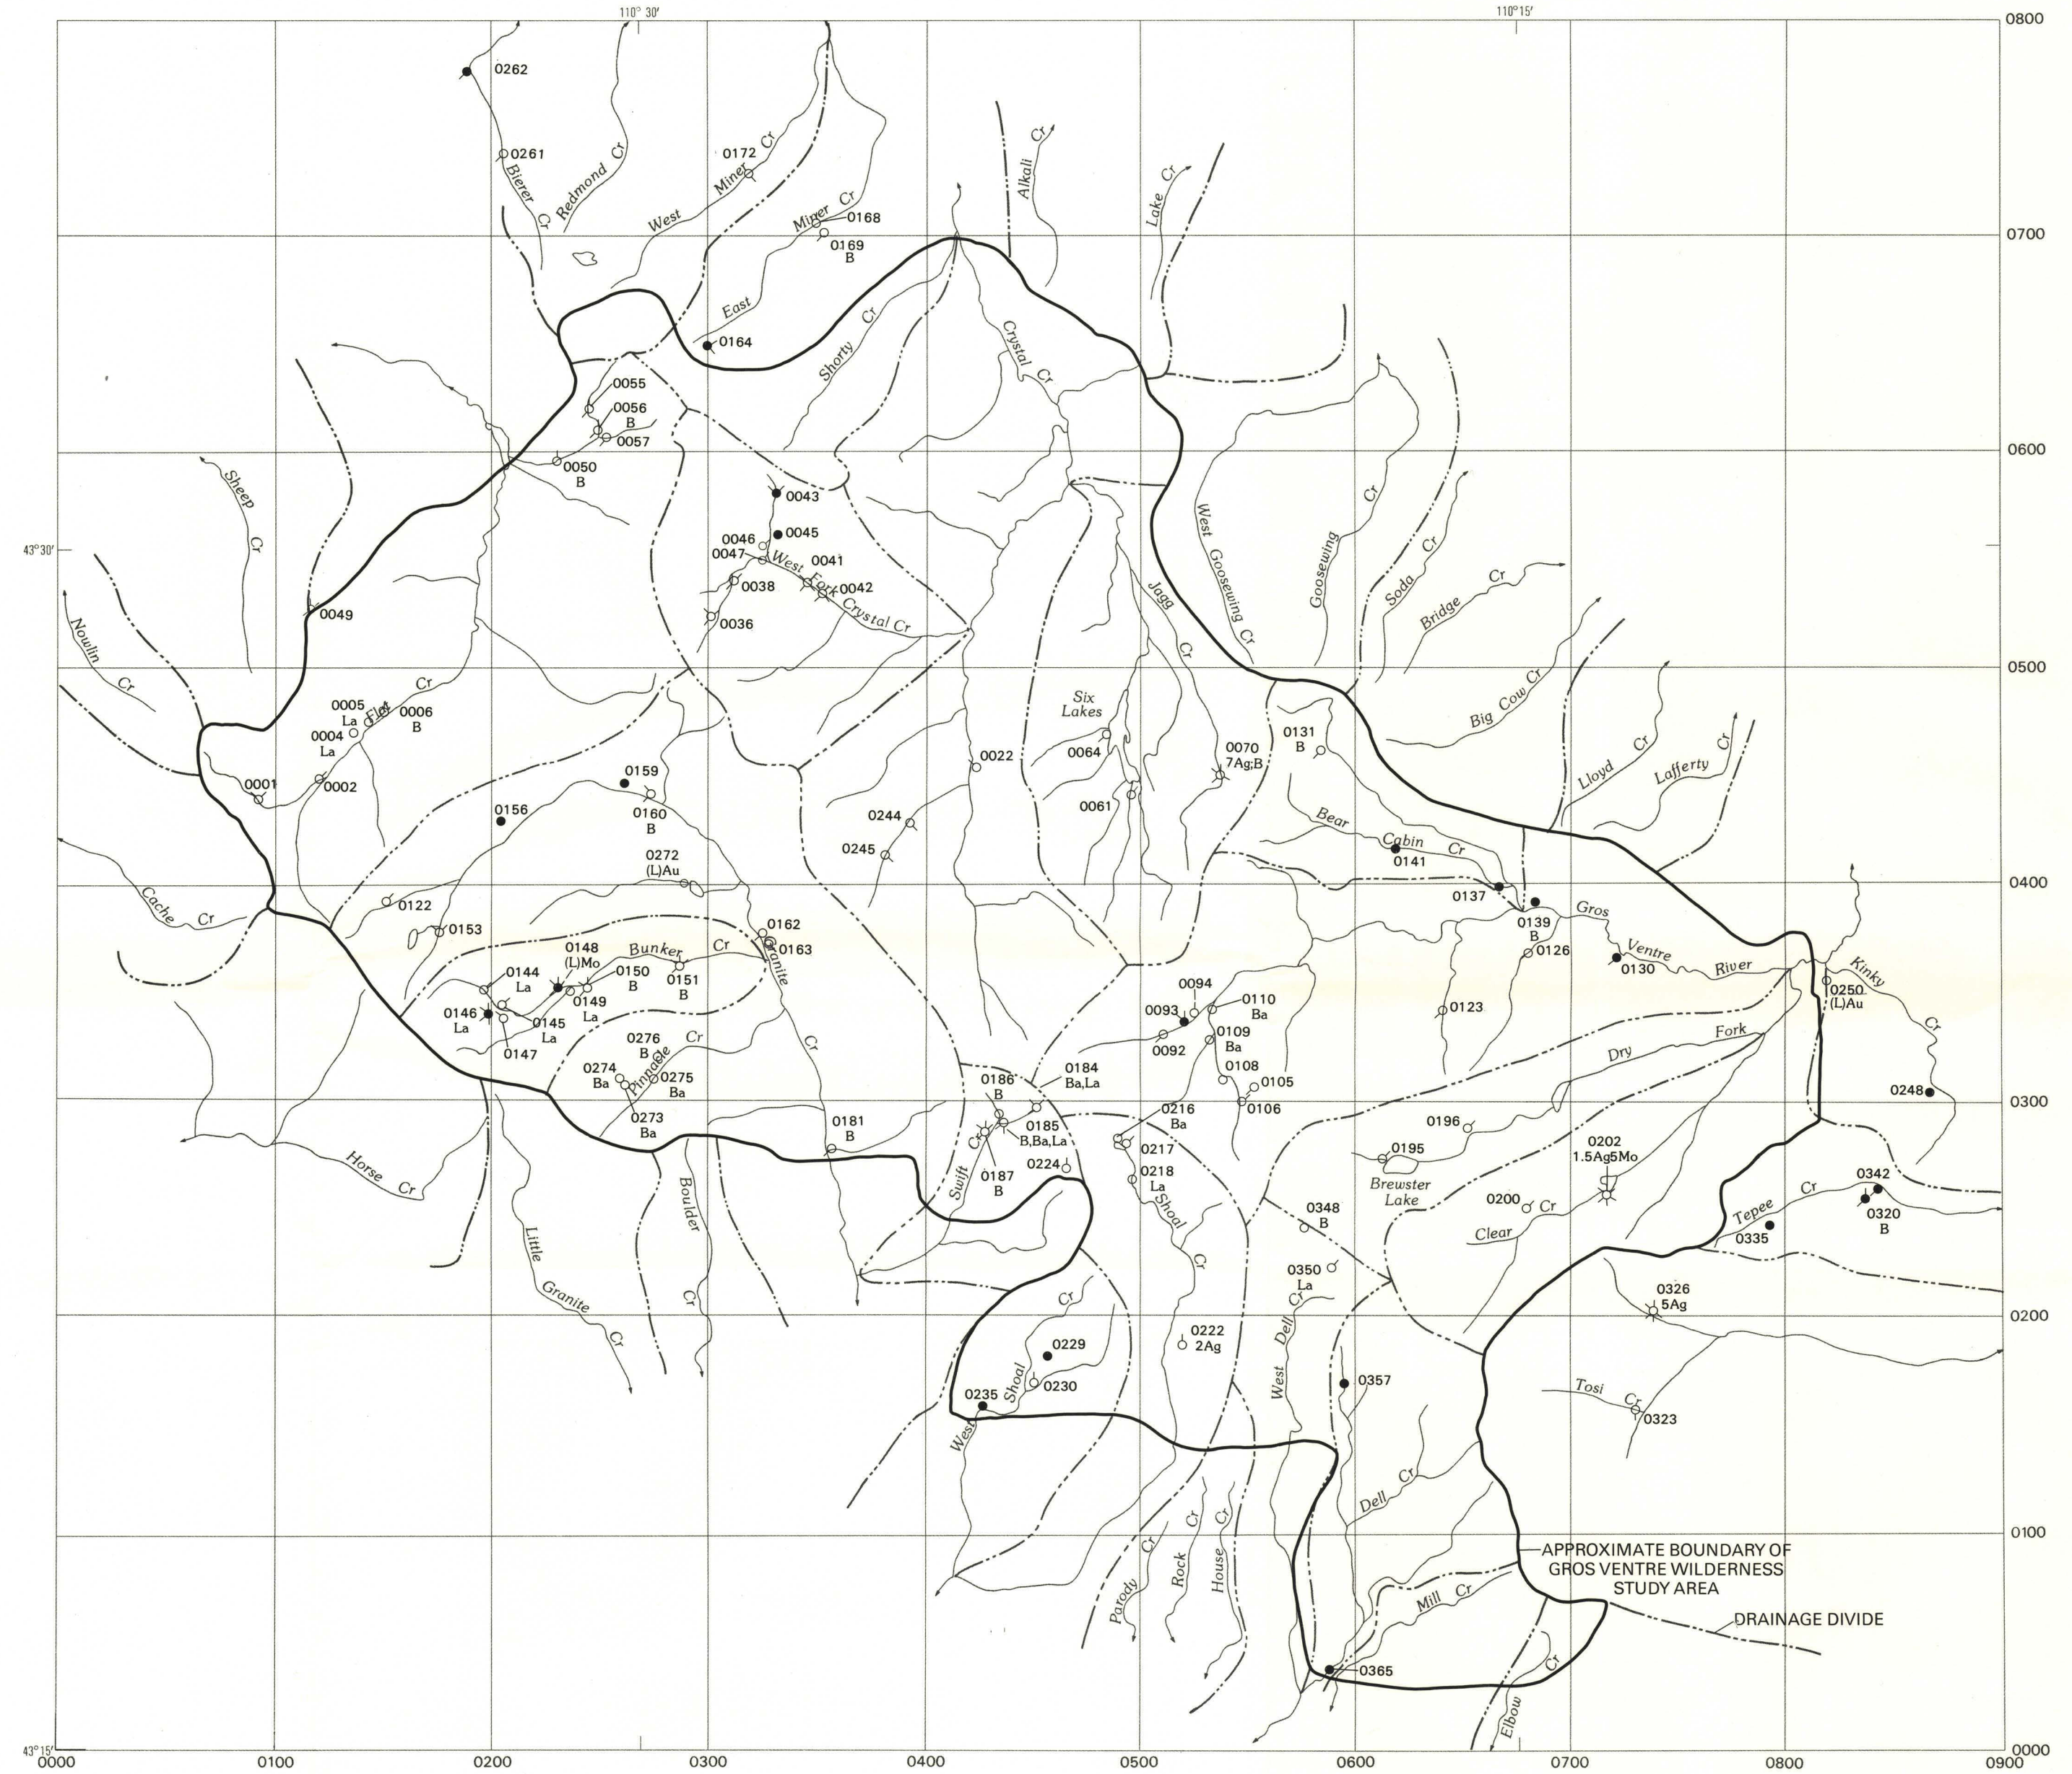 110° 30'
110° 15'
0800
0262
0261
Bierer Cr
Redmond Cr
0172
West Miner Cr
Miner Cr
0168
0169
B
East
0164
Alkali Cr
Lake Cr
0700
Shorty Cr
Crystal Cr
0055
0056
B
0057
0050
B
0600
Sheep Cr
0043
0045
0046
0047
0041
West Fork
0042
Crystal Cr
0038
0036
43° 30'
0049
Nowlin Cr
Jagg Cr
West Goosewing Cr
Goosewing Cr
Soda Cr
Bridge Cr
0500
0005
La
Flat Cr
0006
B
0004
La
0001
0002
Six
Lakes
0064
0061
0022
0070
7Ag;B
0131
B
Big Cow Cr
Lloyd Cr
Lafferty Cr
0159
0160
B
0156
0244
0245
Bear Cabin Cr
0141
0272
(L)Au
0137
0139
B
0400
Cache Cr
0122
0153
0162
0163
Granite Cr
Gros Ventre River
0126
0130
Kinky Cr
0250
(L)Au
0148
(L)Mo
Bunker Cr
0144
La
0150
B
0151
B
0149
La
0146
La
0145
La
0147
0094
0093
0110
Ba
0092
0109
Ba
0123
0108
0105
0106
Dry Fork
0276
B
Pinnacle Cr
0274
Ba
0275
Ba
0273
Ba
0184
Ba,La
0186
B
0248
0300
0181
B
0185
B,Ba,La
0216
Ba
0217
0218
La
0224
0187
B
Swift Cr
Shoal Cr
0196
0195
Brewster
Lake
0202
1.5Ag5Mo
0200
Clear Cr
0342
0320
B
Tepee Cr
0335
Horse Cr
Little Granite Cr
Boulder Cr
0348
B
0350
La
0326
5Ag
0200
0222
2Ag
West Dell Cr
0229
0230
0235
West Shoal Cr
0357
Tosi Cr
0323
Dell Cr
0100
Parody Cr
Rock Cr
House Cr
APPROXIMATE BOUNDARY OF
GROS VENTRE WILDERNESS
STUDY AREA
Mill Cr
DRAINAGE DIVIDE
0365
Elbow Cr
43° 15'
0000
0000
0100
0200
0300
0400
0500
0600
0700
0800
0900